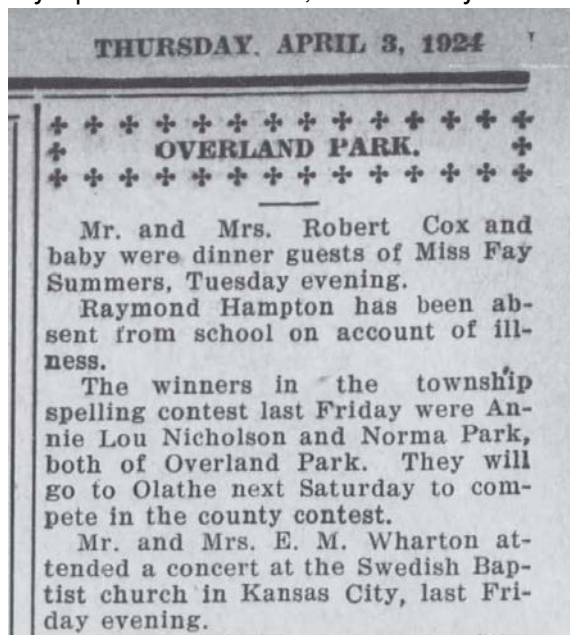 THURSDAY. APRIL 3, 1924
OVERLAND PARK.
Mr. and Mrs. Robert Cox and
baby were dinner guests of Miss Fay
Summers, Tuesday evening.
Raymond Hampton has been ab-
sent from school on account of ill-
ness.
The winners in the township
spelling contest last Friday were An-
nie Lou Nicholson and Norma Park,
both of Overland Park. They will
go to Olathe next Saturday to com-
pete in the county contest.
Mr. and Mrs. E. M. Wharton at-
tended a concert at the Swedish Bap-
tist church in Kansas City, last Fri-
day evening.